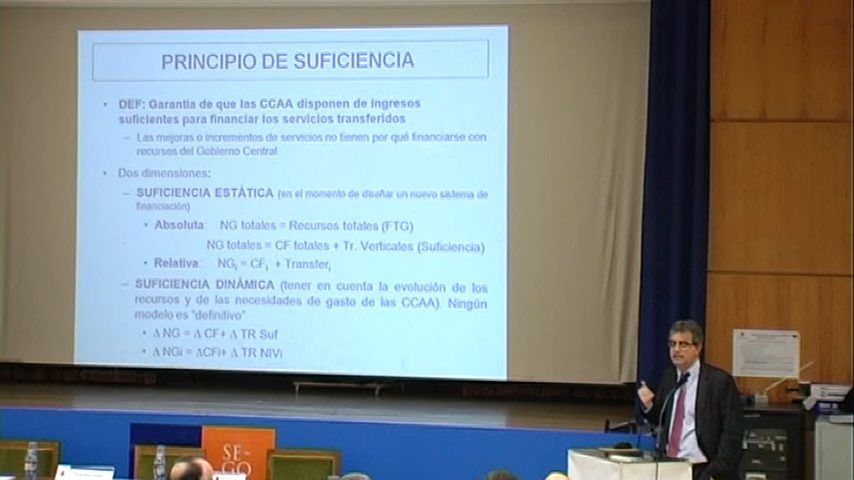 PRINCIPIO DE SUFICIENCIA
• DEF: Garantía de que las CCAA disponen de ingresos
suficientes para financiar los servicios transferidos
– Las mejoras o incrementos de servicios no tienen por qué financiarse con
recursos del Gobierno Central
• Dos dimensiones:
– SUFICIENCIA ESTÁTICA (en el momento de diseñar un nuevo sistema de
financiación)
• Absoluta: NG totales = Recursos totales (FTG)
NG totales = CF totales + Tr. Verticales (Suficiencia)
• Relativa: NGi = CFi + Transferi
– SUFICIENCIA DINÁMICA (tener en cuenta la evolución de los
recursos y de las necesidades de gasto de las CCAA). Ningún
modelo es "definitivo"
• Δ NG = Δ CF+ Δ TR Suf
• Δ NGi = ΔCFi+ Δ TR NIVi
SE
GO